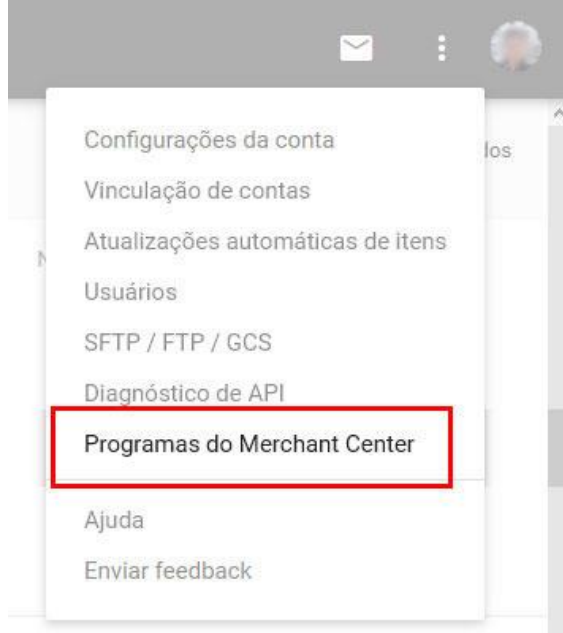 Configurações da conta
los
Vinculação de contas
Atualizações automáticas de itens
N
Usuários
SFTP / FTP / GCS
Diagnóstico de API
Programas do Merchant Center
Ajuda
Enviar feedback